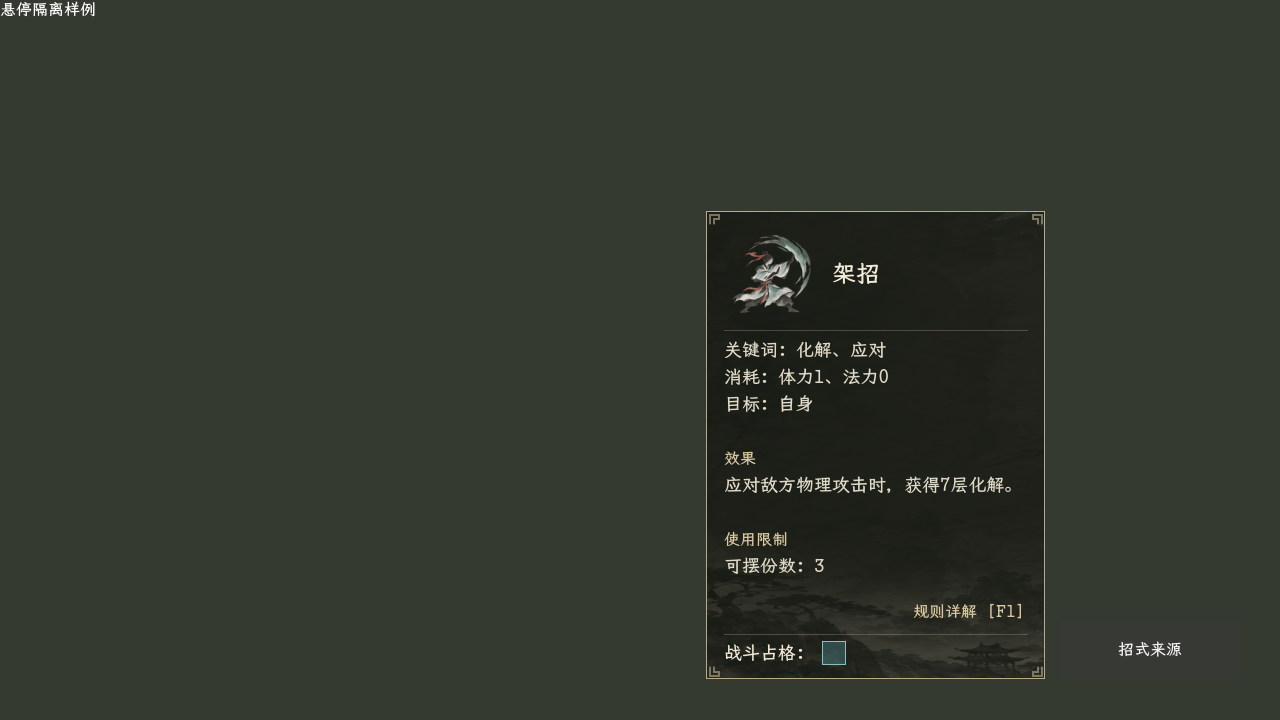 悬停隔离样例
架招
关键词: 化解、应对
消耗: 体力1、法力0
目标: 自身
效果
应对敌方物理攻击时, 获得7层化解。
使用限制
可摆份数: 3
规则详解 [F1]
战斗占格:
招式来源